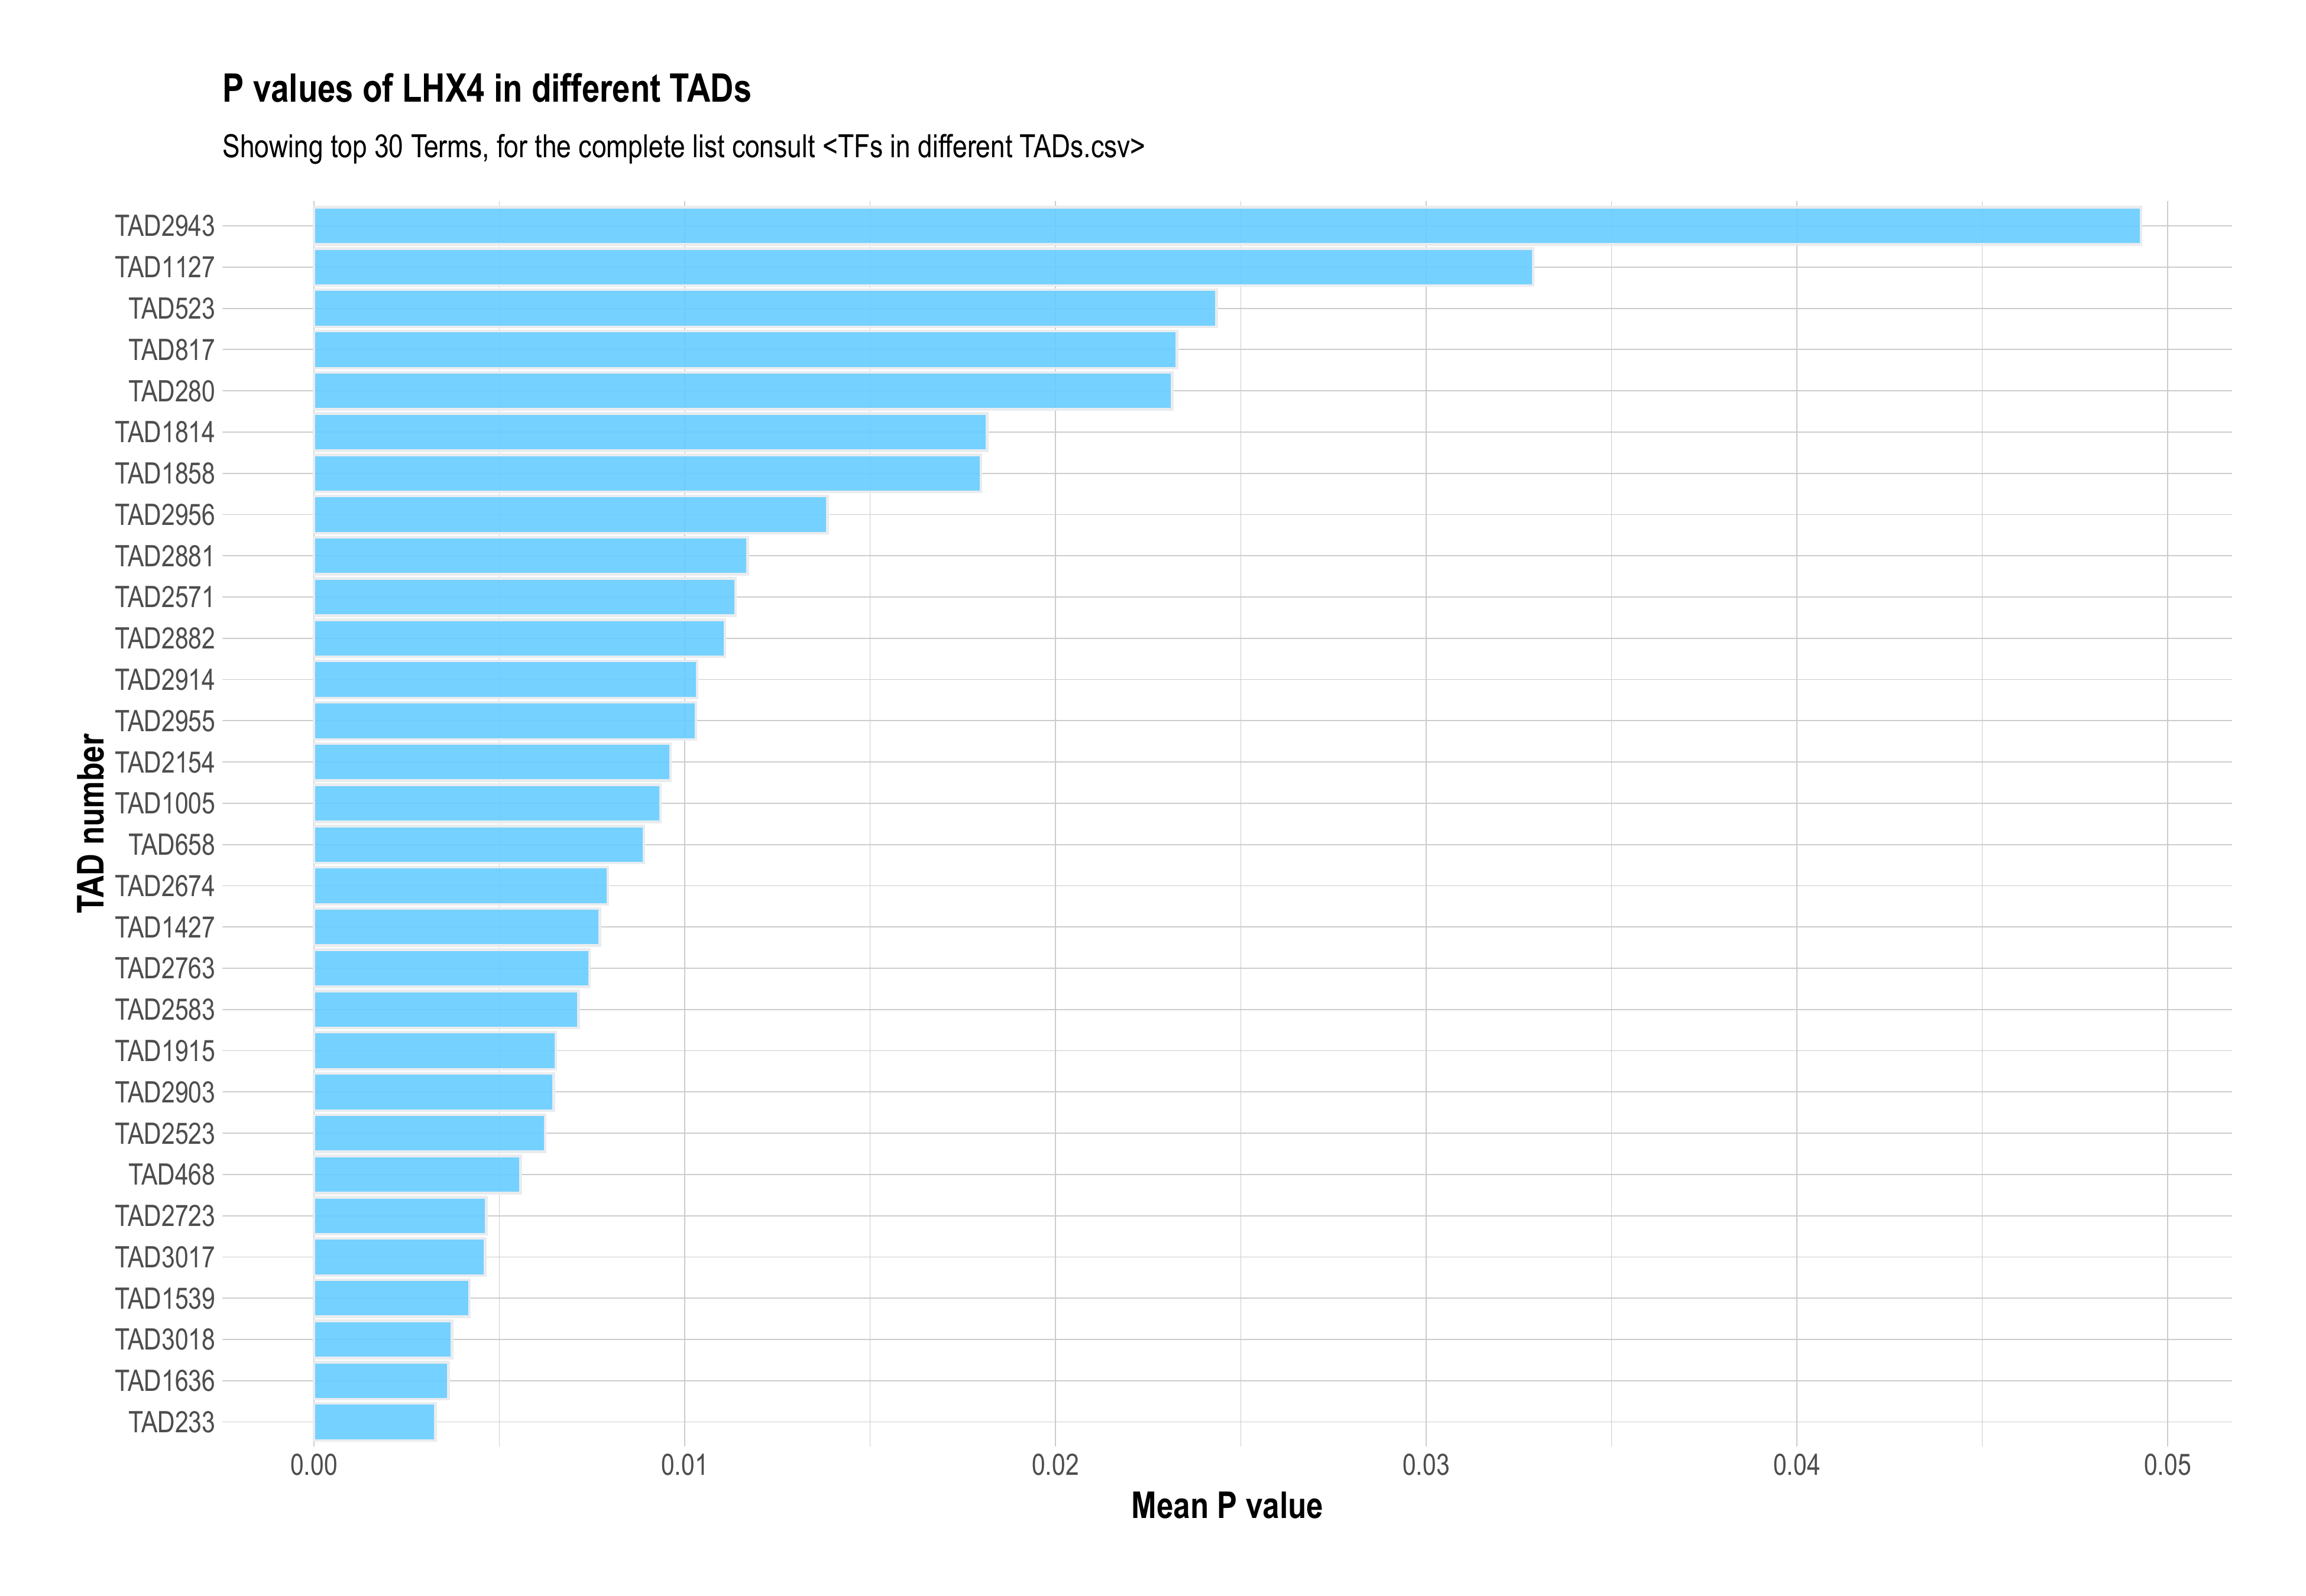 P values of LHX4 in different TADs
Showing top 30 Terms, for the complete list consult <TFs in different TADs.csv>
TAD number
TAD2943
TAD1127
TAD523
TAD817
TAD280
TAD1814
TAD1858
TAD2956
TAD2881
TAD2571
TAD2882
TAD2914
TAD2955
TAD2154
TAD1005
TAD658
TAD2674
TAD1427
TAD2763
TAD2583
TAD1915
TAD2903
TAD2523
TAD468
TAD2723
TAD3017
TAD1539
TAD3018
TAD1636
TAD233
0.00 0.01 0.02 0.03 0.04 0.05
Mean P value